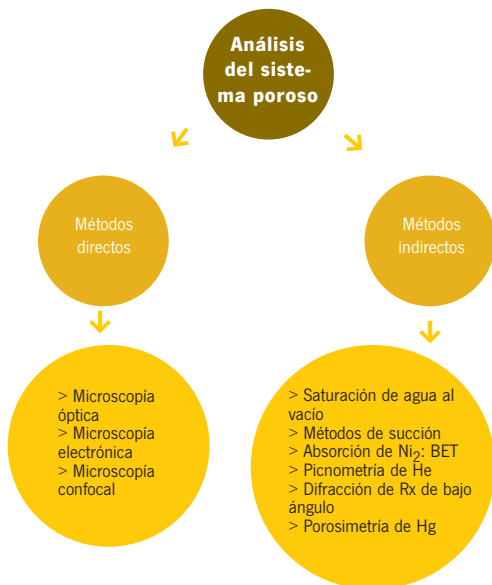 Análisis
del siste-
ma poroso
Métodos
directos
Métodos
indirectos
> Microscopía
óptica
> Microscopía
electrónica
> Microscopía
confocal
> Saturación de agua al
vacío
> Métodos de succión
> Absorción de Ni₂: BET
> Picnometría de He
> Difracción de Rx de bajo
ángulo
> Porosimetría de Hg